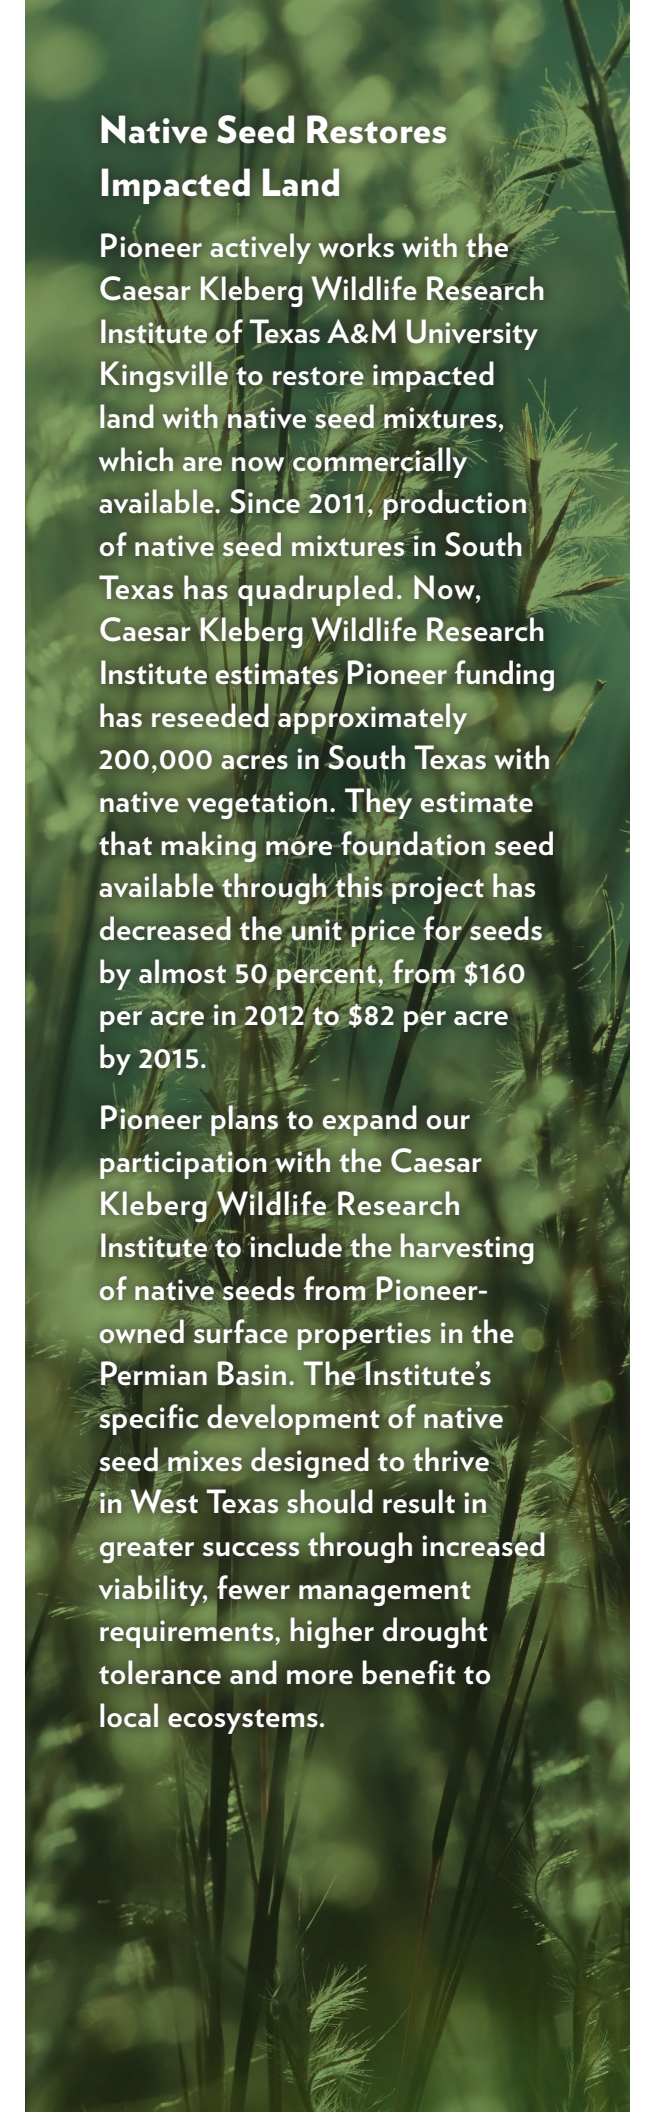 Native Seed Restores
Impacted Land
Pioneer actively works with the
Caesar Kleberg Wildlife Research
Institute of Texas A&M University
Kingsville to restore impacted
land with native seed mixtures,
which are now commercially
available. Since 2011, production
of native seed mixtures in South
Texas has quadrupled. Now,
Caesar Kleberg Wildlife Research
Institute estimates Pioneer funding
has reseeded approximately
200,000 acres in South Texas with
native vegetation. They estimate
that making more foundation seed
available through this project has
decreased the unit price for seeds
by almost 50 percent, from $160
per acre in 2012 to $82 per acre
by 2015.
Pioneer plans to expand our
participation with the Caesar
Kleberg Wildlife Research
Institute to include the harvesting
of native seeds from Pioneer-
owned surface properties in the
Permian Basin. The Institute’s
specific development of native
seed mixes designed to thrive
in West Texas should result in
greater success through increased
viability, fewer management
requirements, higher drought
tolerance and more benefit to
local ecosystems.